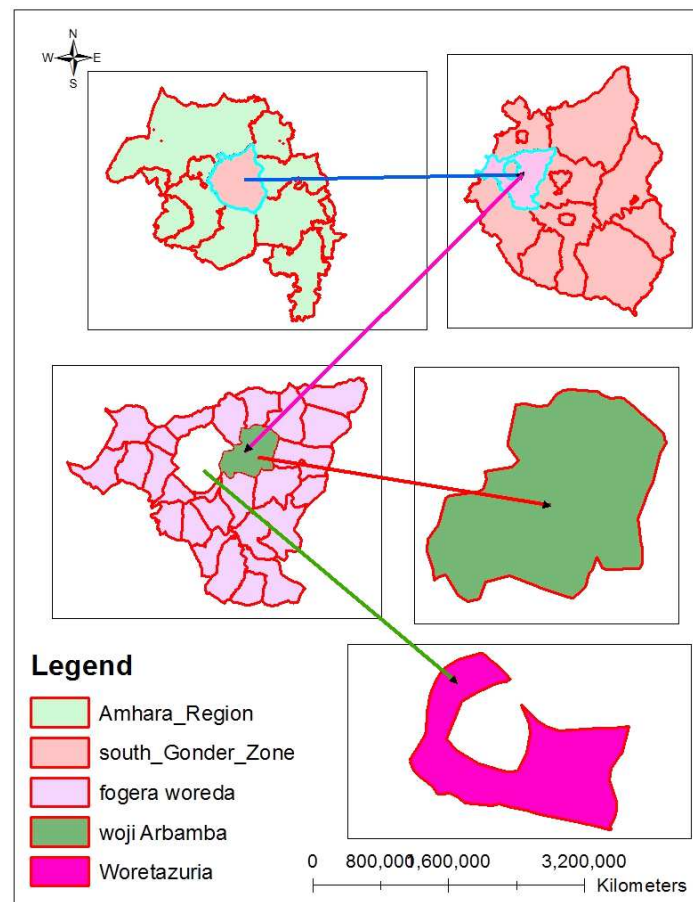 N
W E
S
Legend
Amhara_Region
south_Gonder_Zone
fogera woreda
woji Arbamba
Woretazuria
0 800,000 1,600,000 3,200,000
Kilometers